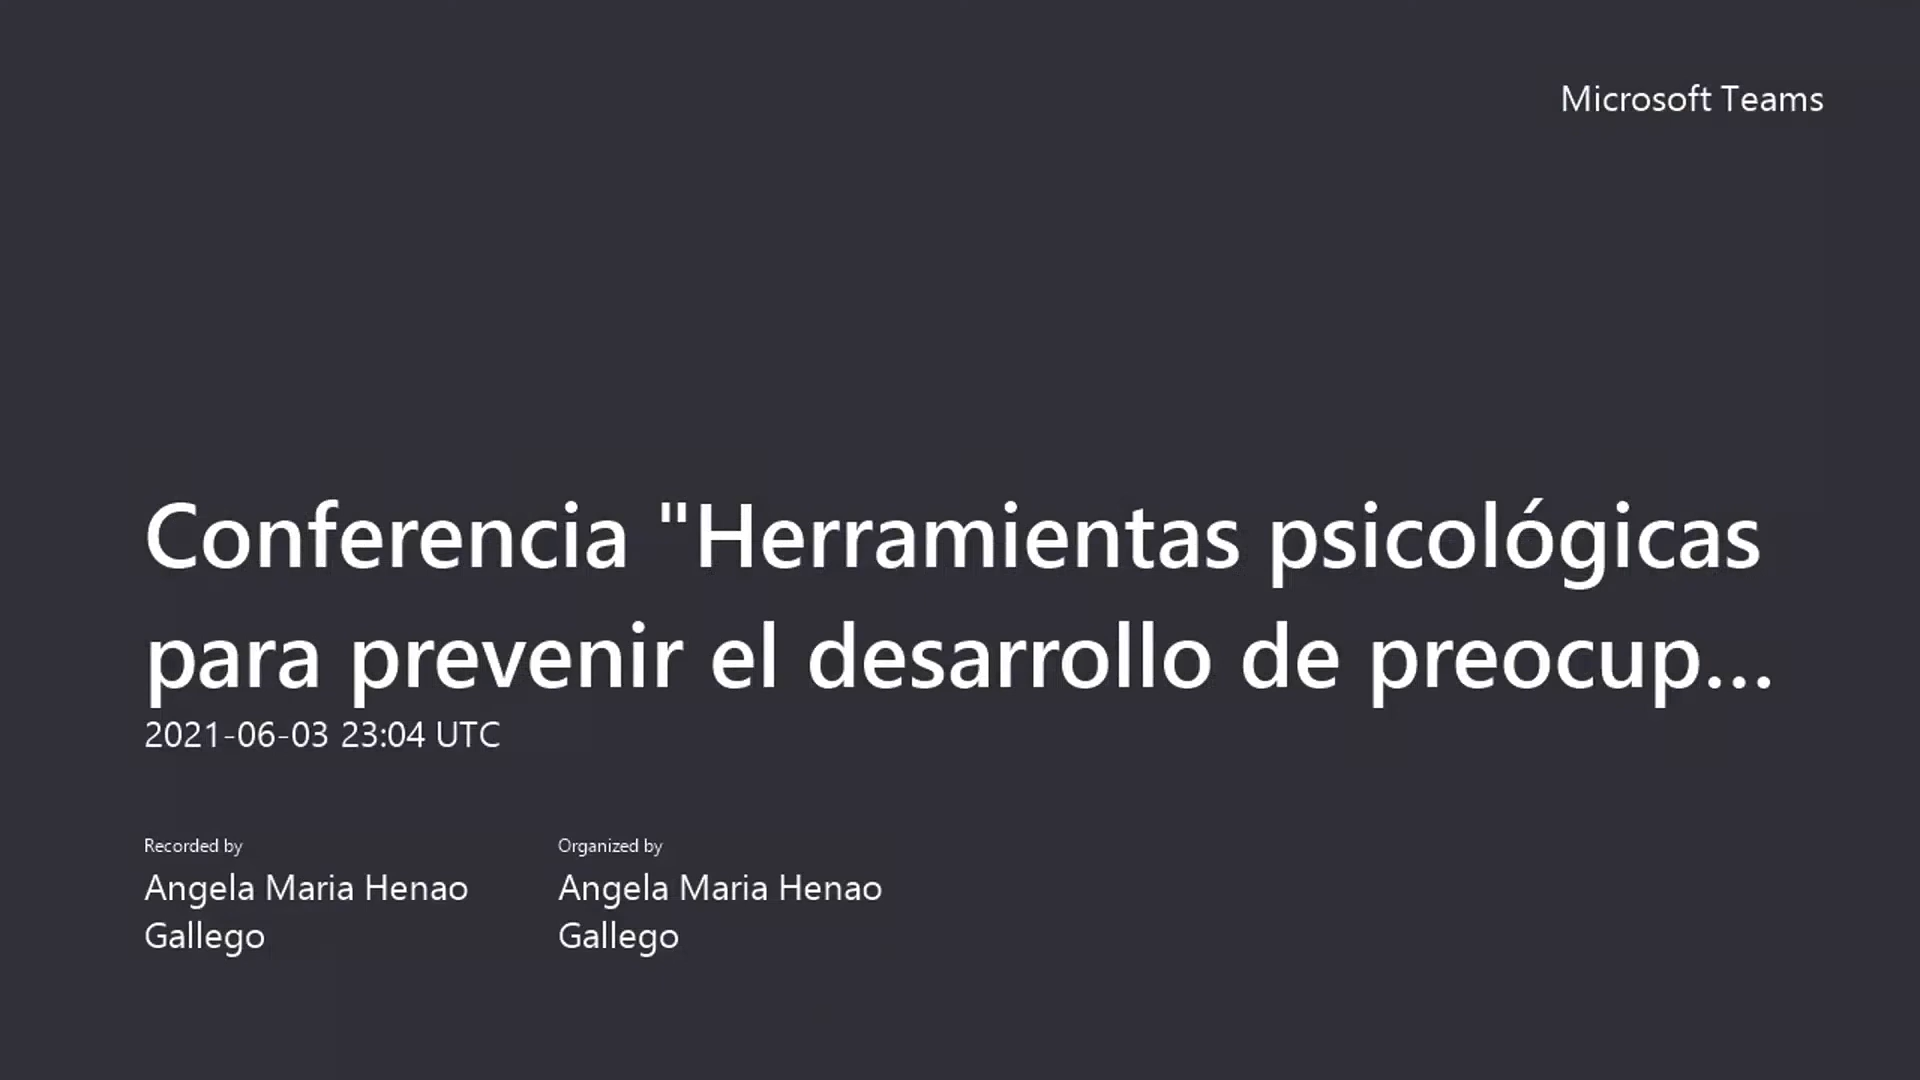 Microsoft Teams
Conferencia "Herramientas psicológicas
para prevenir el desarrollo de preocup...
2021-06-03 23:04 UTC
Recorded by
Angela Maria Henao
Gallego
Organized by
Angela Maria Henao
Gallego